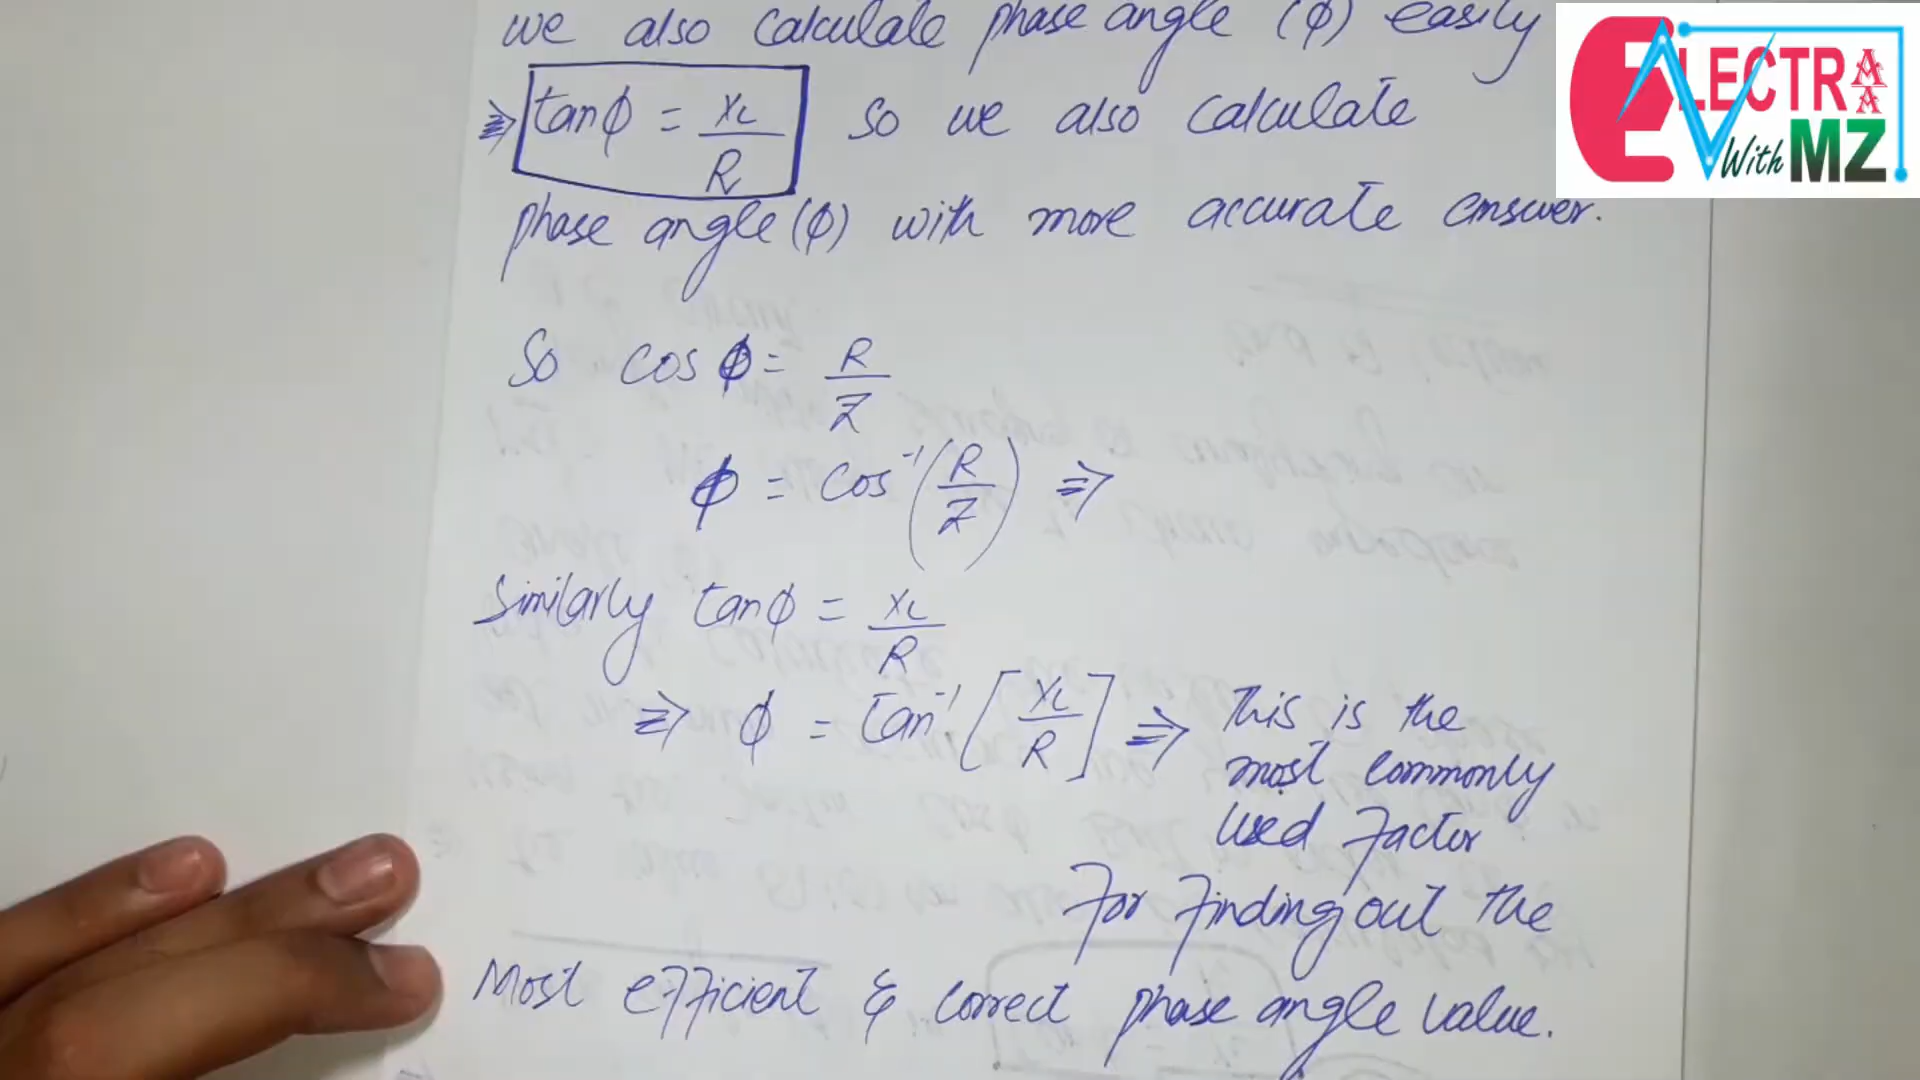 we also calculate phase angle (φ) easily
⇒ tanφ = XL/R so we also calculate
phase angle (φ) with more accurate answer.
So cos φ = R/Z
φ = cos⁻¹(R/Z) ⇒
Similarly tanφ = XL/R
⇒ φ = tan⁻¹[XL/R] ⇒ This is the
most commonly
used Factor
For Finding out the
Most efficient & correct phase angle value.
ELECTRA
With MZ